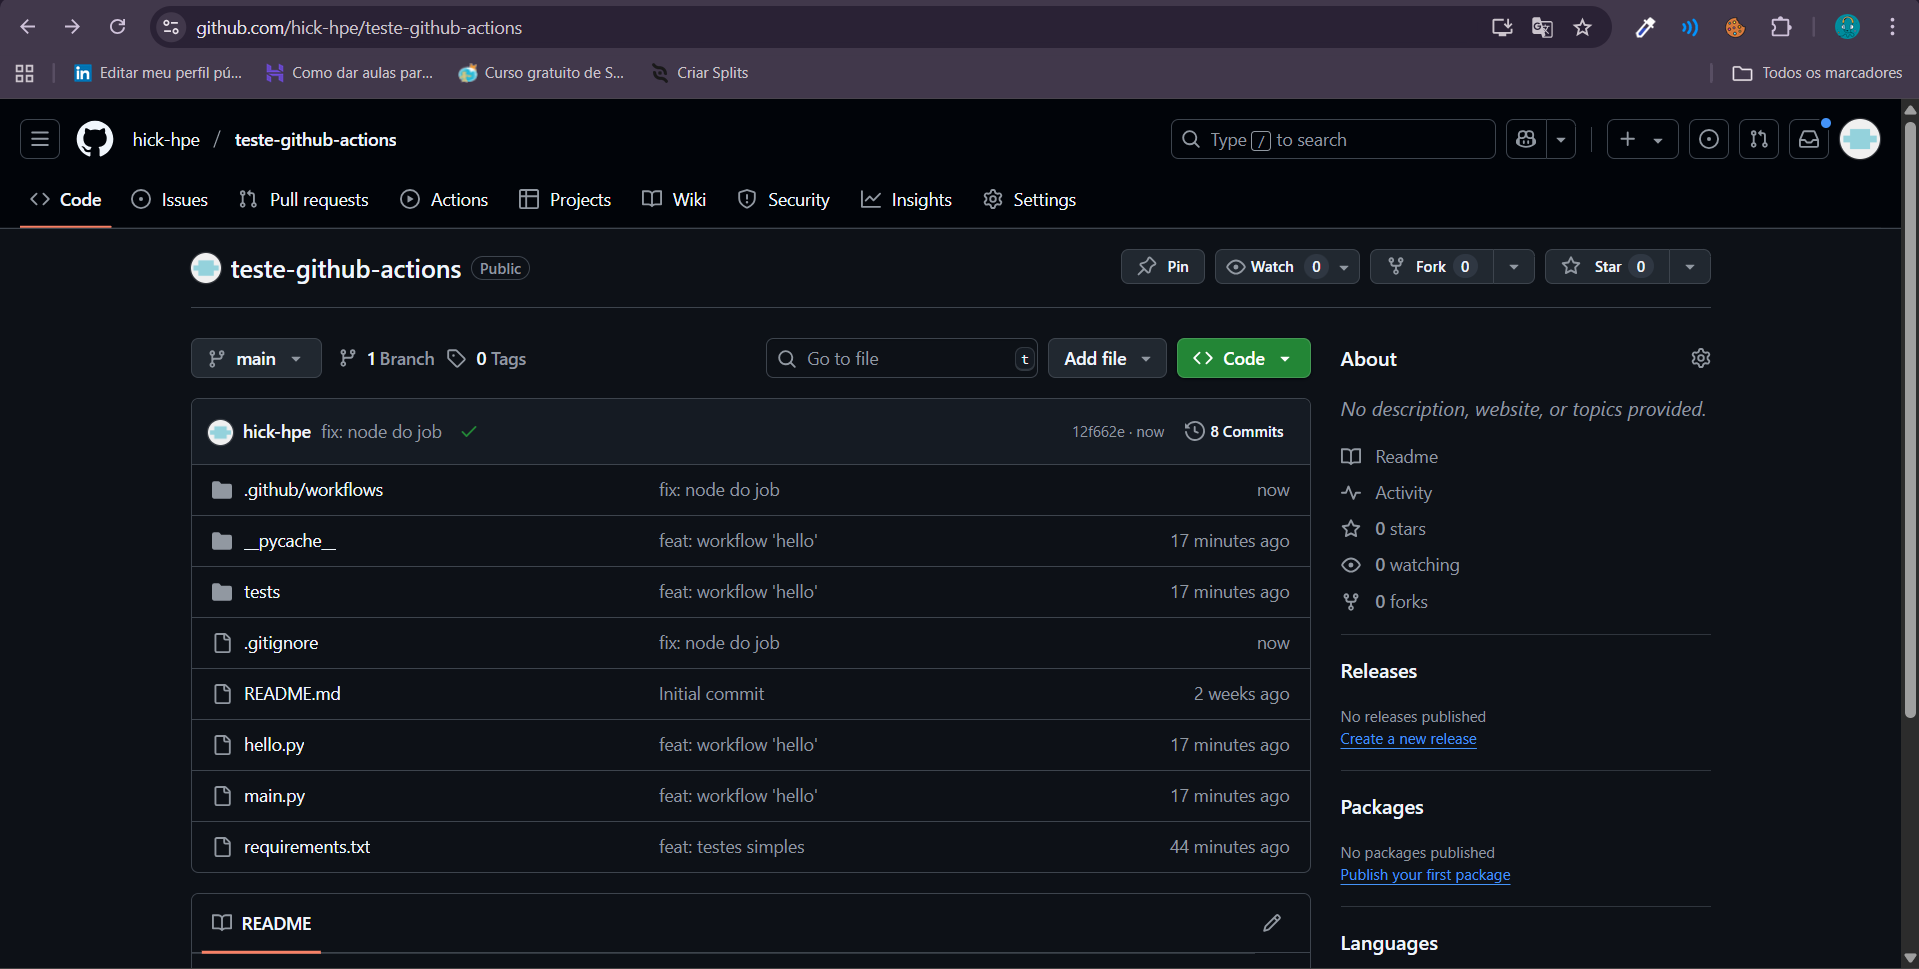 github.com/hick-hpe/teste-github-actions
Editar meu perfil pú... Como dar aulas par... Curso gratuito de S... Criar Splits Todos os marcadores
hick-hpe / teste-github-actions Type / to search
Code Issues Pull requests Actions Projects Wiki Security Insights Settings
teste-github-actions Public Pin Watch 0 Fork 0 Star 0
main 1 Branch 0 Tags Go to file t Add file Code
hick-hpe fix: node do job 12f662e · now 8 Commits
.github/workflows fix: node do job now
__pycache__ feat: workflow 'hello' 17 minutes ago
tests feat: workflow 'hello' 17 minutes ago
.gitignore fix: node do job now
README.md Initial commit 2 weeks ago
hello.py feat: workflow 'hello' 17 minutes ago
main.py feat: workflow 'hello' 17 minutes ago
requirements.txt feat: testes simples 44 minutes ago
README
About
No description, website, or topics provided.
Readme
Activity
0 stars
0 watching
0 forks
Releases
No releases published
Create a new release
Packages
No packages published
Publish your first package
Languages